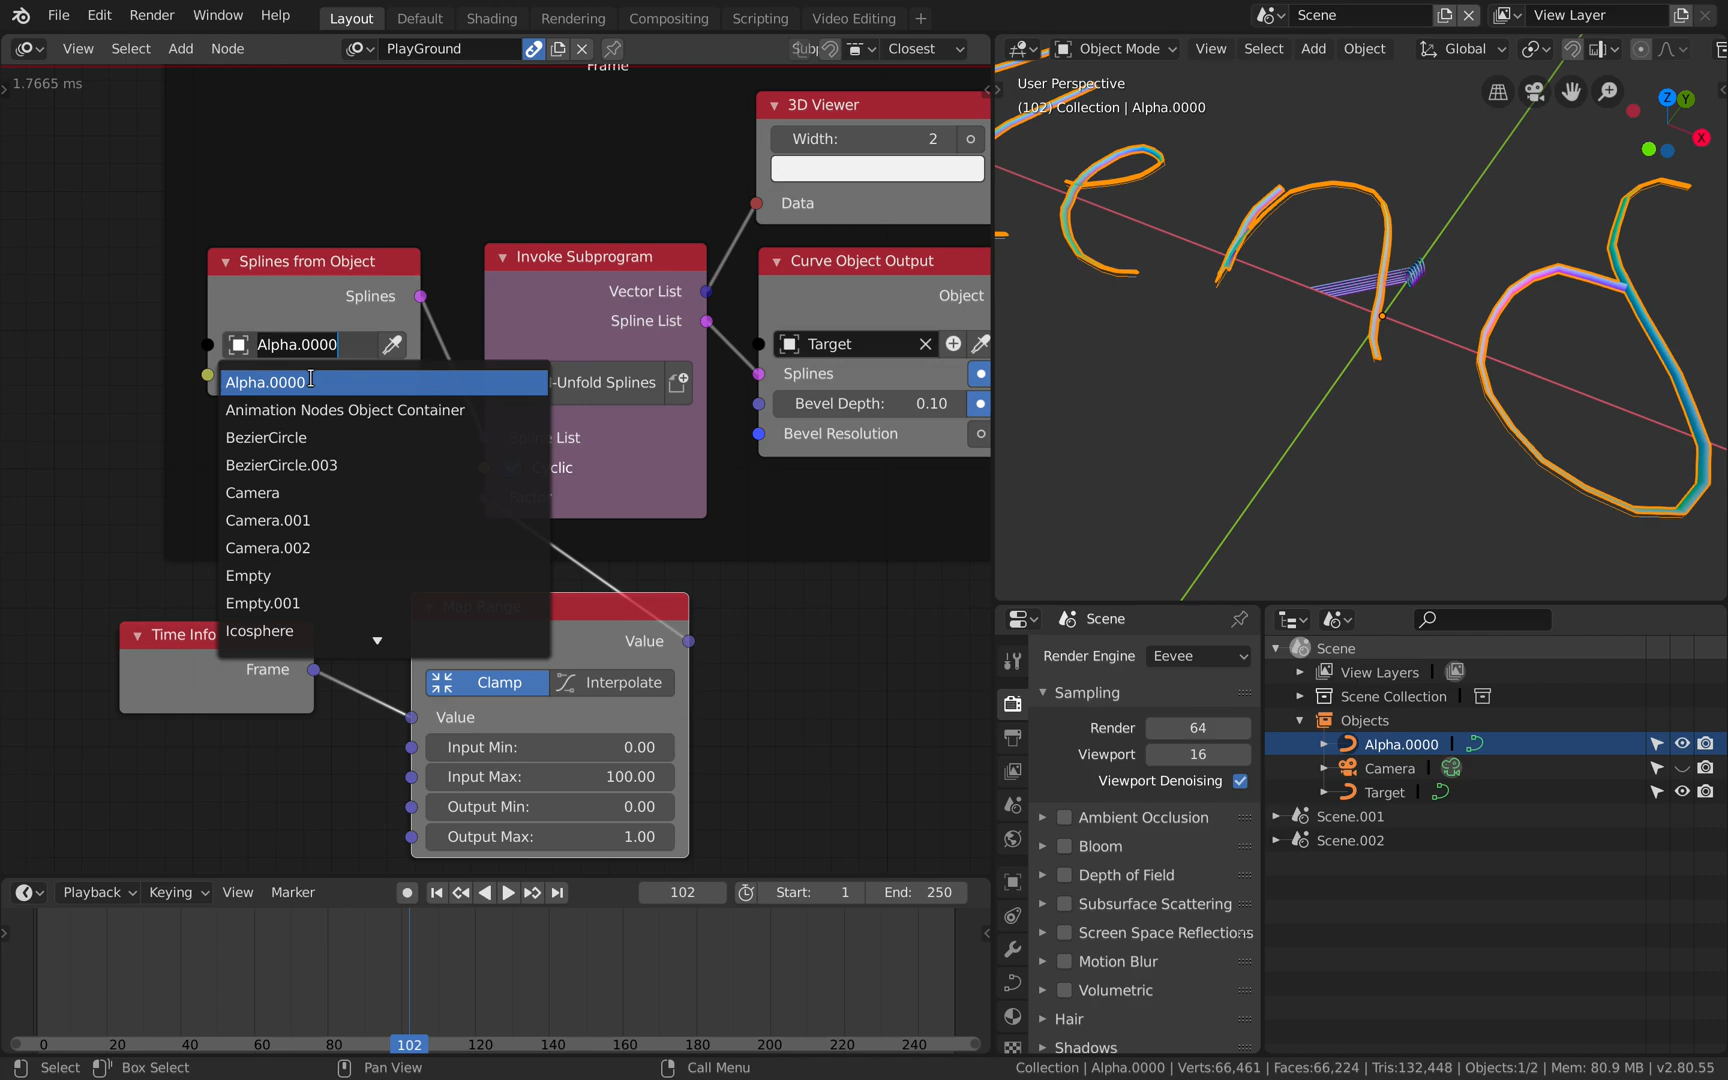 File Edit Render Window Help Layout Default Shading Rendering Compositing Scripting Video Editing + Scene View Layer
View Select Add Node PlayGround Closest Object Mode View Select Add Object Global
Frame
1.7665 ms
User Perspective
(102) Collection | Alpha.0000
Z Y X
3D Viewer
Width: 2
Data
Splines from Object
Splines
Alpha.0000
Invoke Subprogram
Vector List
Spline List
-Unfold Splines
List
Curve Object Output
Object
Target
Splines
Bevel Depth: 0.10
Bevel Resolution
Alpha.0000
Animation Nodes Object Container
BezierCircle
BezierCircle.003
Camera
Camera.001
Camera.002
Empty
Empty.001
Icosphere
Time Info
Frame
Map Range
Value
Clamp Interpolate
Value
Input Min: 0.00
Input Max: 100.00
Output Min: 0.00
Output Max: 1.00
Scene
Render Engine Eevee
Sampling
Render 64
Viewport 16
Viewport Denoising
Ambient Occlusion
Bloom
Depth of Field
Subsurface Scattering
Screen Space Reflections
Motion Blur
Volumetric
Hair
Shadows
Scene
View Layers
Scene Collection
Objects
Alpha.0000
Camera
Target
Scene.001
Scene.002
Playback Keying View Marker 102 Start: 1 End: 250
0 20 40 60 80 102 120 140 160 180 200 220 240
Select Box Select Pan View Call Menu Collection | Alpha.0000 | Verts:66,461 | Faces:66,224 | Tris:132,448 | Objects:1/2 | Mem: 80.9 MB | v2.80.55